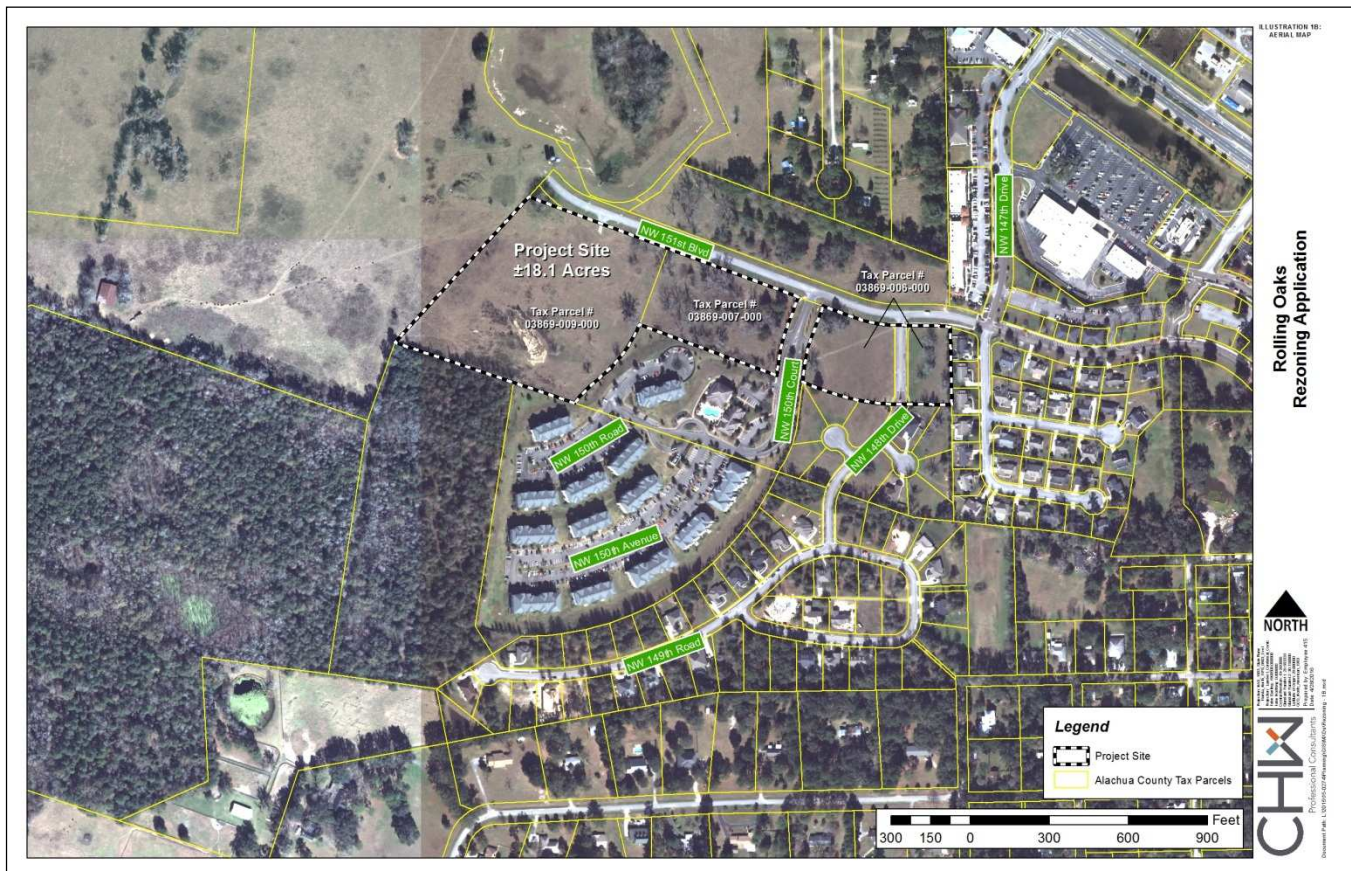 ILLUSTRATION 1B:
AERIAL MAP
Rolling Oaks
Rezoning Application
NW 147th Drive
NW 151st Blvd
Project Site
±18.1 Acres
Tax Parcel #
03869-006-000
Tax Parcel #
03869-007-000
Tax Parcel #
03869-009-000
NW 150th Court
NW 148th Drive
NW 150th Road
NW 150th Avenue
NW 149th Road
NORTH
Legend
Project Site
Alachua County Tax Parcels
300 150 0 300 600 900 Feet
CHW
Professional Consultants